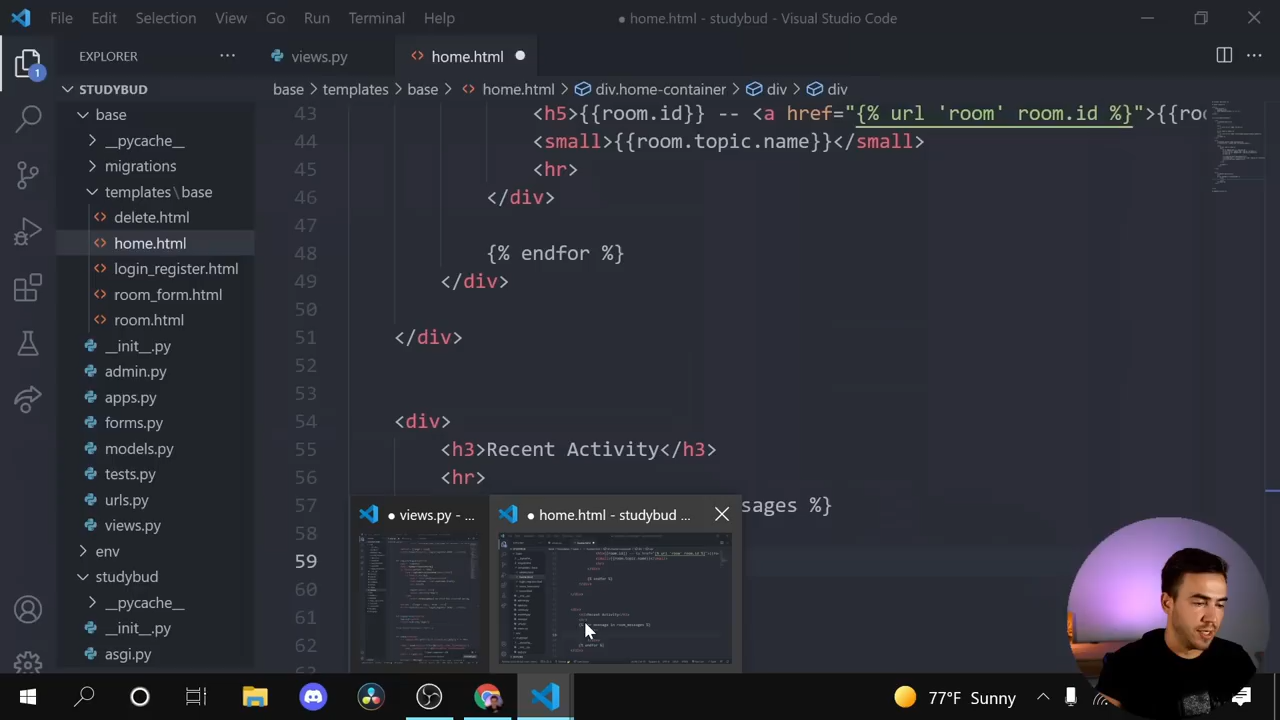 File Edit Selection View Go Run Terminal Help
● home.html - studybud - Visual Studio Code
EXPLORER
views.py
home.html
1
STUDYBUD
base
__pycache__
migrations
templates\base
delete.html
home.html
login_register.html
room_form.html
room.html
__init__.py
admin.py
apps.py
forms.py
models.py
tests.py
urls.py
views.py
env
studybud
__pycache__
__init__.py
asgi.py
base > templates > base > home.html > div.home-container > div > div
43 <h5>{{room.id}} -- <a href="{% url 'room' room.id %}">{{roo
44 <small>{{room.topic.name}}</small>
45 <hr>
46 </div>
47
48 {% endfor %}
49 </div>
50
51 </div>
52
53
54 <div>
55 <h3>Recent Activity</h3>
56 <hr>
57 sages %}
58
59
60
61
● views.py - ...
● home.html - studybud ...
77°F Sunny